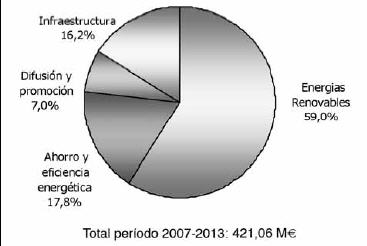 Infraestructura
16,2%
Difusión y
promoción
7,0%
Energias
Renovables
59,0%
Ahorro y
eficiencia
energética
17,8%
Total período 2007-2013: 421,06 M€